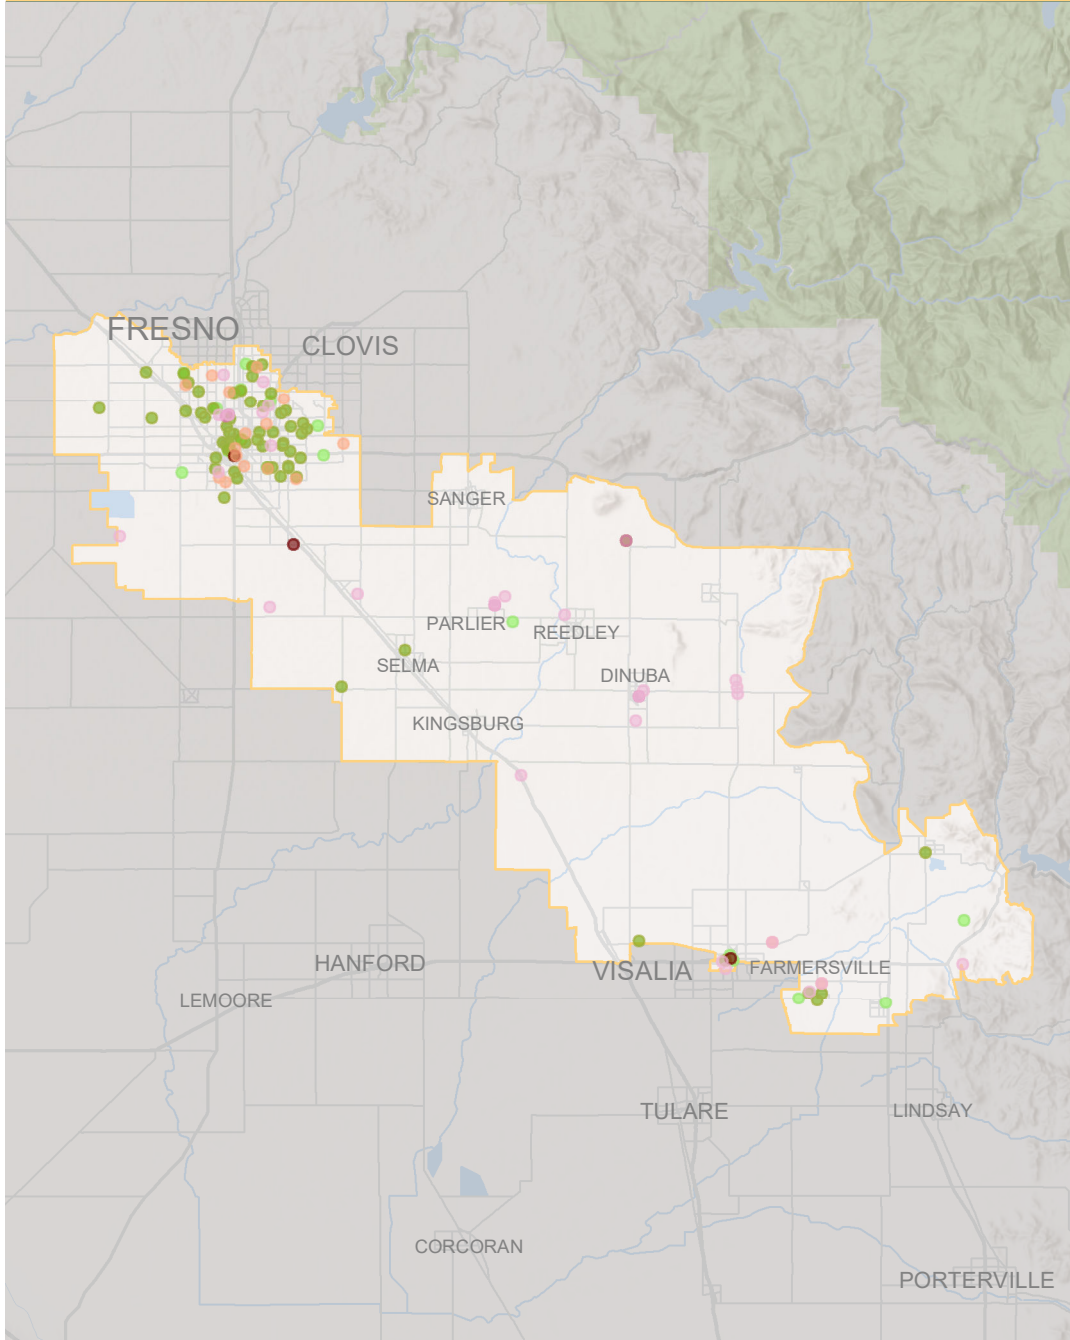 FRESNO
CLOVIS
SANGER
PARLIER
REEDLEY
SELMA
DINUBA
KINGSBURG
HANFORD
VISALIA
FARMERSVILLE
LEMOORE
TULARE
LINDSAY
CORCORAN
PORTERVILLE